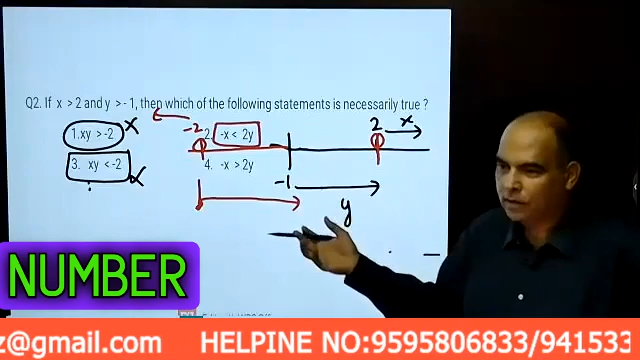 Q2. If x > 2 and y > - 1, then which of the following statements is necessarily true ?
1.xy > -2 x
2. -x < 2y
3. xy < -2 x
4. -x > 2y
-2
2 x
-1
y
NUMBER
z@gmail.com HELPINE NO:9595806833/941533